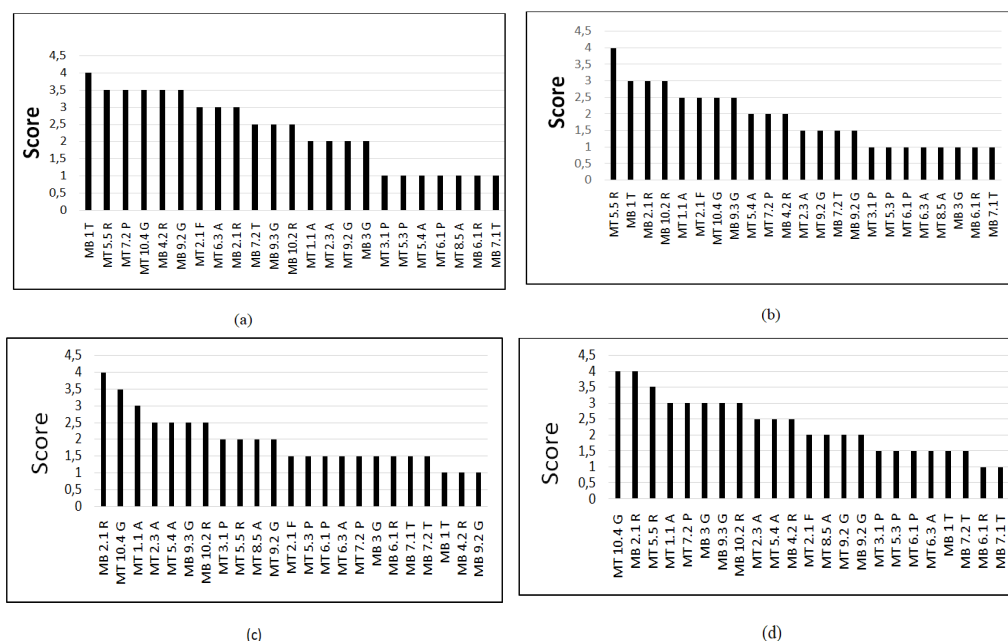 Score
4,5
4
3,5
3
2,5
2
1,5
1
0,5
0
MB 1 T
MT 5.5 R
MT 7.2 P
MT 10.4 G
MB 4.2 R
MB 9.2 G
MT 2.1 F
MT 6.3 A
MB 2.1 R
MB 7.2 T
MB 9.3 G
MB 10.2 R
MT 1.1 A
MT 2.3 A
MT 9.2 G
MB 3 G
MT3.1 P
MT 5.3 P
MT 5.4 A
MT 6.1 P
MT8.5 A
MB 6.1 R
MB 7.1 T
(a)
Score
4,5
4
3,5
3
2,5
2
1,5
1
0,5
0
MT5.5 R
MB 1 T
MB 2.1 R
MB 10.2 R
MT 1.1 A
MT 2.1 F
MT 10.4 G
MB 9.3 G
MT 5.4 A
MT 7.2 P
MB 4.2 R
MT 2.3 A
MT 9.2 G
MB 7.2 T
MB 9.2 G
MT3.1 P
MT 5.3 P
MT 6.1 P
MT 6.3 A
MT 8.5 A
MB 3 G
MB 6.1 R
MB 7.1 T
(b)
Score
4,5
4
3,5
3
2,5
2
1,5
1
0,5
0
MB 2.1 R
MT 10.4 G
MT 1.1 A
MT 2.3 A
MT 5.4 A
MB 9.3 G
MB 10.2 R
MT3.1 P
MT 5.5 R
MT 8.5 A
MT 9.2 G
MT 2.1 F
MT 5.3 P
MT 6.1 P
MT 6.3 A
MT 7.2 P
MB 3 G
MB 6.1 R
MB 7.1 T
MB 7.2 T
MB 1 T
MB 4.2 R
MB 9.2 G
(c)
Score
4,5
4
3,5
3
2,5
2
1,5
1
0,5
0
MT 10.4 G
MB 2.1 R
MT 5.5 R
MT 1.1 A
MT 7.2 P
MB 3 G
MB 9.3 G
MB 10.2 R
MT 2.3 A
MT 5.4 A
MB 4.2 R
MT 2.1 F
MT 8.5 A
MT 9.2 G
MB 9.2 G
MT3.1 P
MT 5.3 P
MT 6.1 P
MT 6.3 A
MB 1 T
MB 7.2 T
MB 6.1 R
MB 7.1 T
(d)